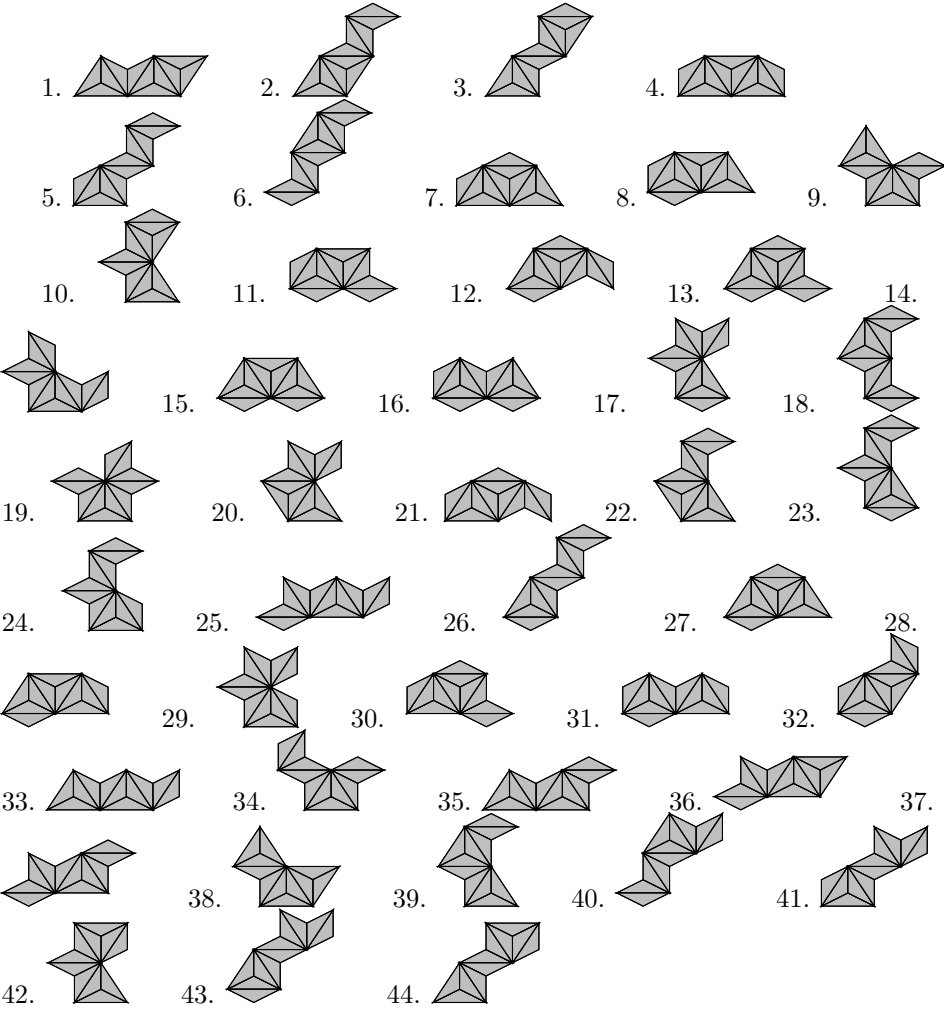 1. 2. 3. 4.
5. 6. 7. 8. 9.
10. 11. 12. 13. 14.
15. 16. 17. 18.
19. 20. 21. 22. 23.
24. 25. 26. 27. 28.
29. 30. 31. 32.
33. 34. 35. 36. 37.
38. 39. 40. 41.
42. 43. 44.